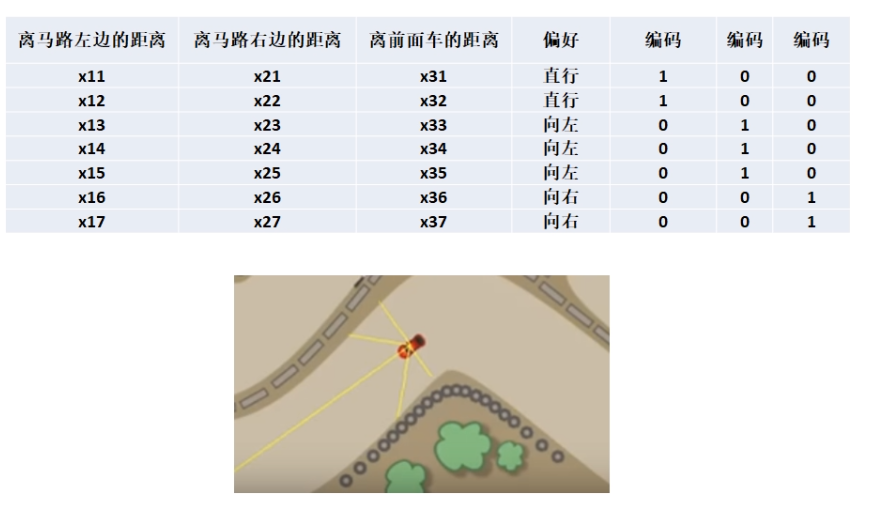 离马路左边的距离 离马路右边的距离 离前面车的距离 偏好 编码 编码 编码
x11 x21 x31 直行 1 0 0
x12 x22 x32 直行 1 0 0
x13 x23 x33 向左 0 1 0
x14 x24 x34 向左 0 1 0
x15 x25 x35 向左 0 1 0
x16 x26 x36 向右 0 0 1
x17 x27 x37 向右 0 0 1